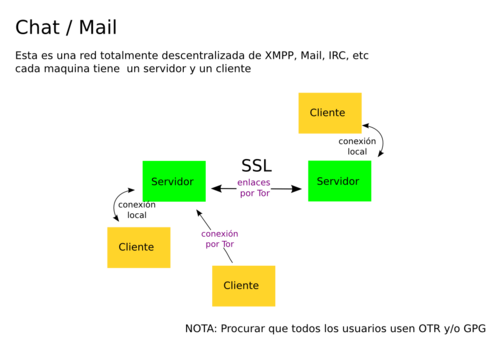 Chat / Mail
Esta es una red totalmente descentralizada de XMPP, Mail, IRC, etc
cada maquina tiene un servidor y un cliente
Cliente
conexión
local
SSL
Servidor
enlaces
por Tor
Servidor
conexión
local
conexión
por Tor
Cliente
Cliente
NOTA: Procurar que todos los usuarios usen OTR y/o GPG